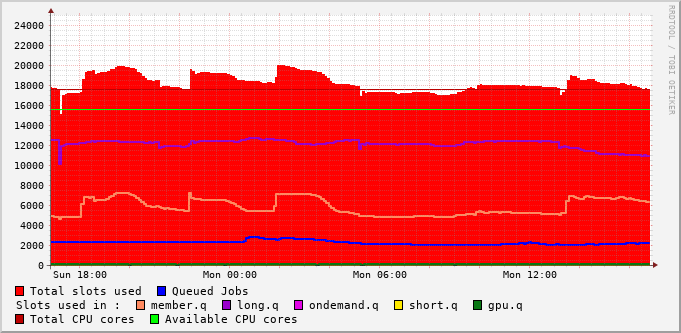 24000
22000
20000
18000
16000
14000
12000
10000
8000
6000
4000
2000
0
Sun 18:00 Mon 00:00 Mon 06:00 Mon 12:00
RRDTOOL / TOBI OETIKER
Total slots used Queued Jobs
Slots used in : member.q long.q ondemand.q short.q gpu.q
Total CPU cores Available CPU cores